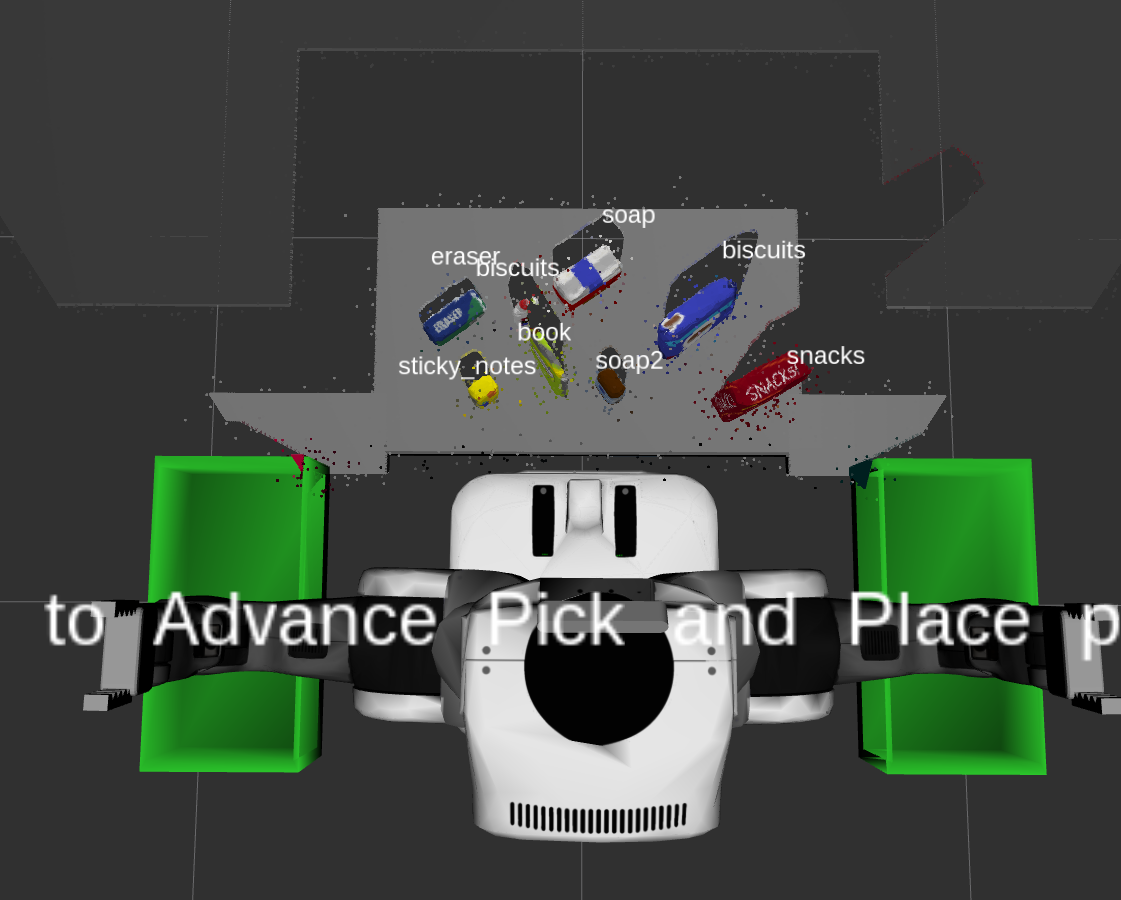 soap
biscuits
eraser
biscuits
book
sticky_notes
soap2
snacks
ERASER
SNACKS!
to Advance Pick and Place p